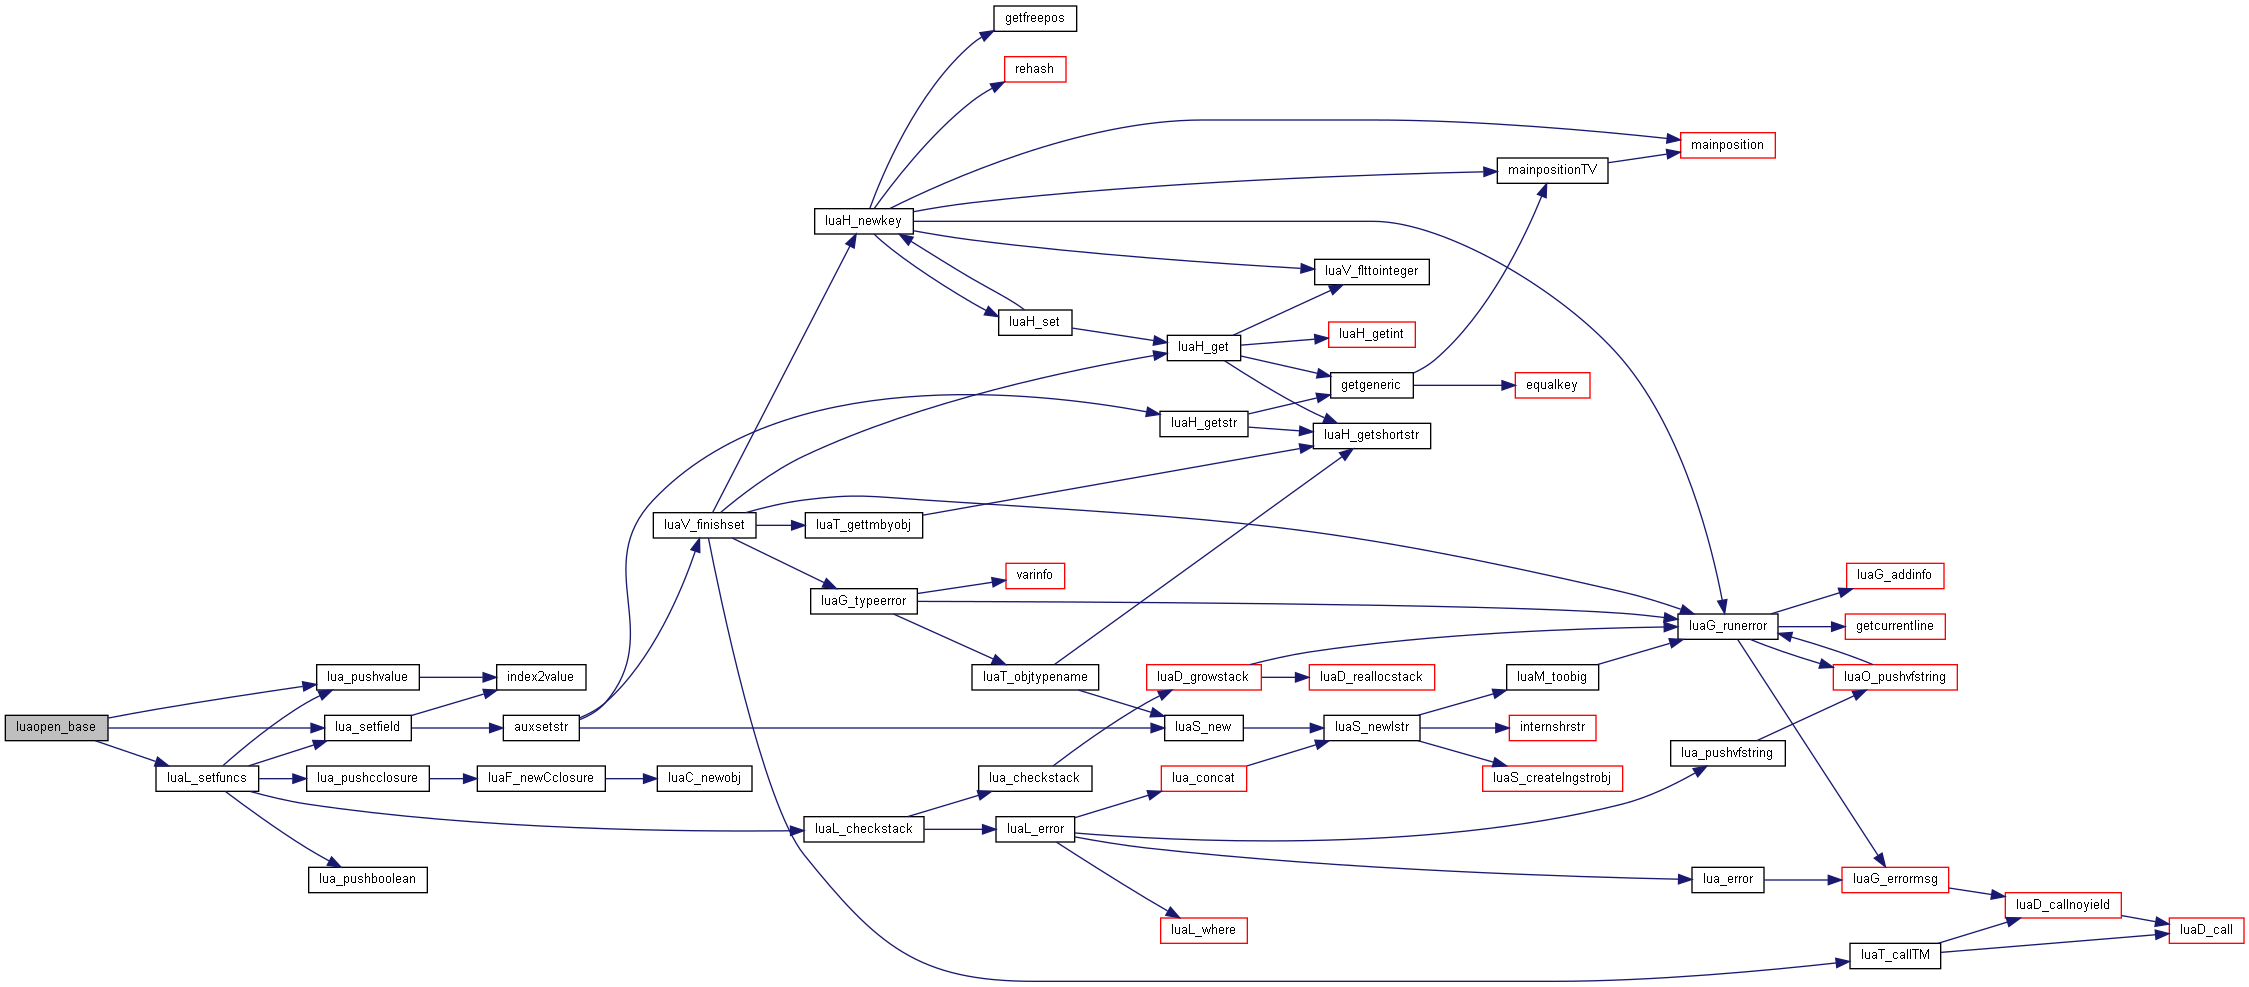 getfreepos
rehash
mainposition
mainpositionTV
luaH_newkey
luaV_flttointeger
luaH_set
luaH_getint
luaH_get
getgeneric
equalkey
luaH_getstr
luaH_getshortstr
luaV_finishset
luaT_gettmbyobj
varinfo
luaG_addinfo
luaG_typeerror
luaG_runerror
getcurrentline
lua_pushvalue
index2value
luaT_objtypename
luaD_growstack
luaD_reallocstack
luaM_toobig
luaO_pushvfstring
luaopen_base
lua_setfield
auxsetstr
luaS_new
luaS_newlstr
internshrstr
lua_pushvfstring
luaL_setfuncs
lua_pushcclosure
luaF_newCclosure
luaC_newobj
lua_checkstack
lua_concat
luaS_createlngstrobj
luaL_checkstack
luaL_error
lua_pushboolean
lua_error
luaG_errormsg
luaD_callnoyield
luaL_where
luaD_call
luaT_callTM